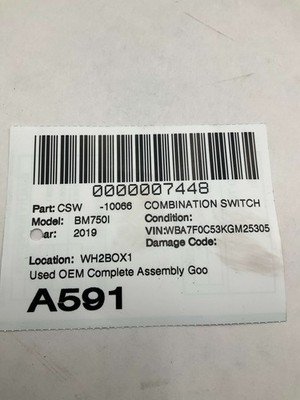 0000007448
Part: CSW -10066 COMBINATION SWITCH
Model: BM750I Condition:
ar: 2019 VIN:WBA7F0C53KGM25305
Damage Code:
Location: WH2BOX1
Used OEM Complete Assembly Goo
A591